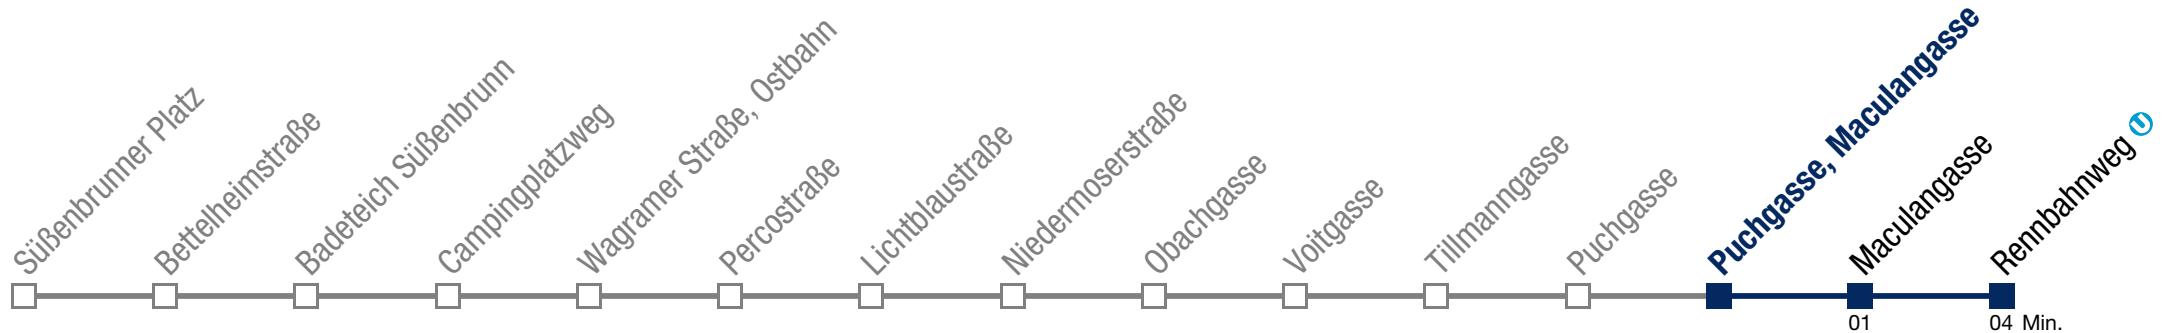 Süßenbrunner Platz
Bettelheimstraße
Badeteich Süßenbrunn
Campingplatzweg
Wagramer Straße, Ostbahn
Percostraße
Lichtblaustraße
Niedermoserstraße
Obachgasse
Voitgasse
Tillmanngasse
Puchgasse
Puchgasse, Maculangasse
Maculangasse
Rennbahnweg U
01
04 Min.